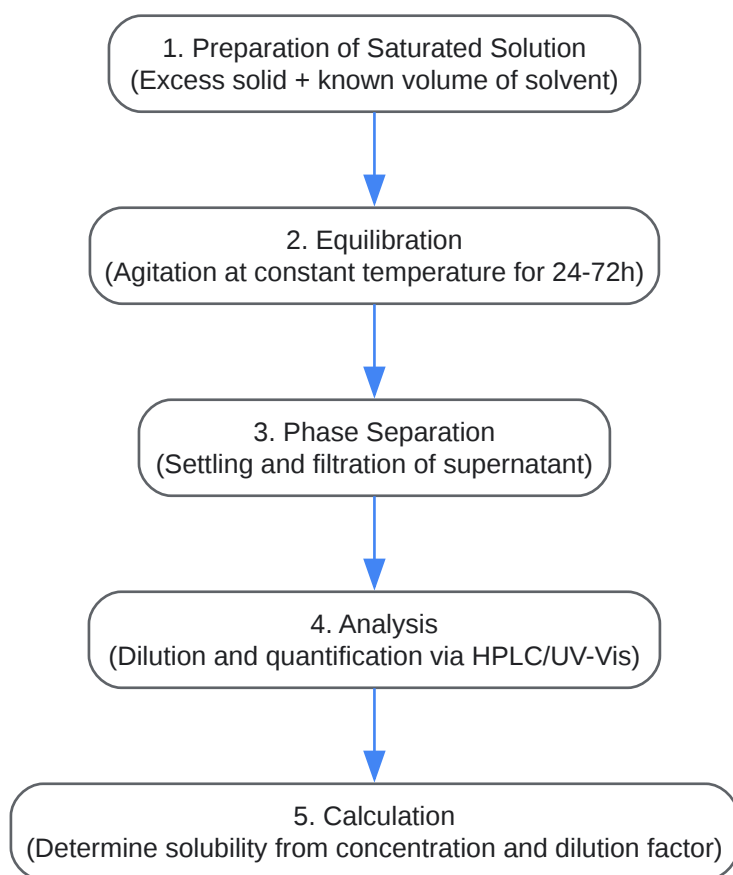 1. Preparation of Saturated Solution
(Excess solid + known volume of solvent)
2. Equilibration
(Agitation at constant temperature for 24-72h)
3. Phase Separation
(Settling and filtration of supernatant)
4. Analysis
(Dilution and quantification via HPLC/UV-Vis)
5. Calculation
(Determine solubility from concentration and dilution factor)